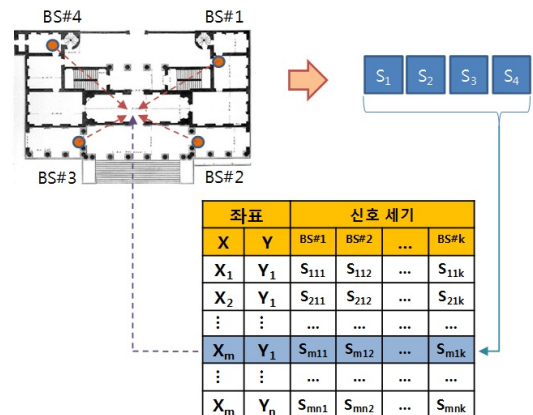 BS#4 BS#1
S₁ S₂ S₃ S₄
BS#3 BS#2
좌표 신호 세기
X Y BS#1 BS#2 ... BS#k
X₁ Y₁ S₁₁₁ S₁₁₂ ... S₁₁ₖ
X₂ Y₁ S₂₁₁ S₂₁₂ ... S₂₁ₖ
⋮ ⋮ ... ... ... ...
Xₘ Y₁ Sₘ₁₁ Sₘ₁₂ ... Sₘ₁ₖ
⋮ ⋮ ... ... ... ...
Xₘ Yₙ Sₘₙ₁ Sₘₙ₂ ... Sₘₙₖ